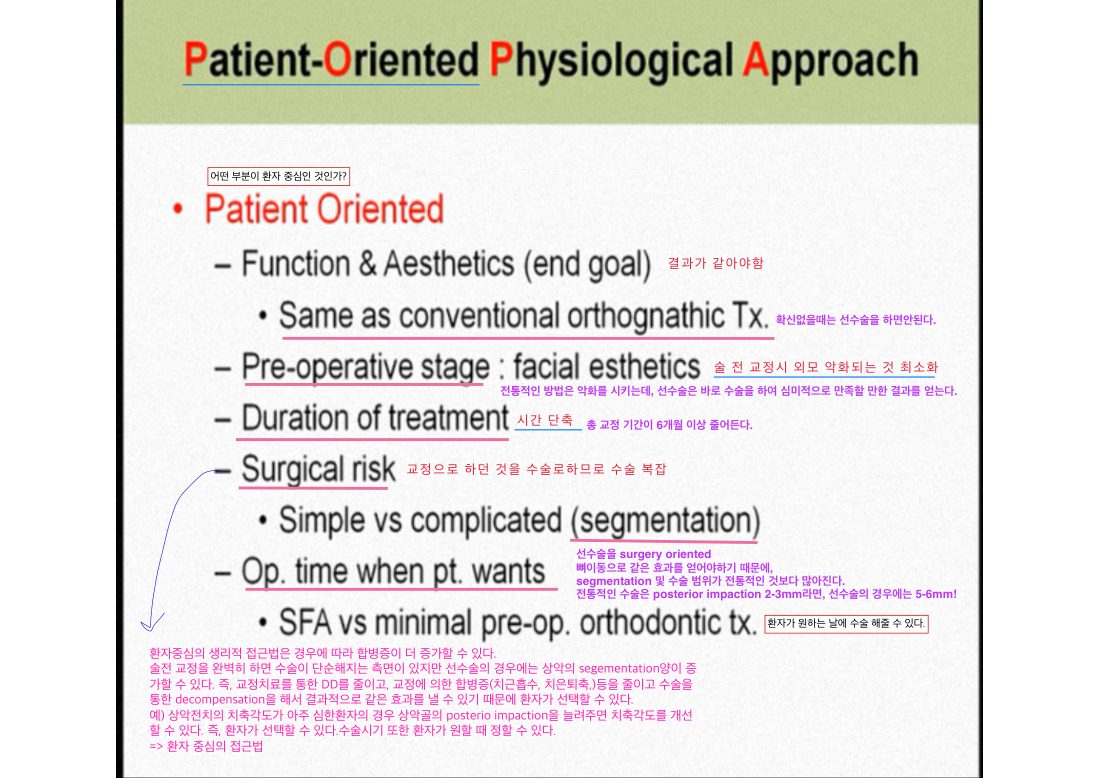 Patient-Oriented Physiological Approach
어떤 부분이 환자 중심인 것인가?
• Patient Oriented
– Function & Aesthetics (end goal) 결과가 같아야함
• Same as conventional orthognathic Tx. 확신없을때는 선수술을 하면안된다.
– Pre-operative stage : facial esthetics 술 전 교정시 외모 악화되는 것 최소화
전통적인 방법은 악화를 시키는데, 선수술은 바로 수술을 하여 심미적으로 만족할 만한 결과를 얻는다.
– Duration of treatment 시간 단축 총 교정 기간이 6개월 이상 줄어든다.
– Surgical risk 교정으로 하던 것을 수술로하므로 수술 복잡
• Simple vs complicated (segmentation)
선수술을 surgery oriented
뼈이동으로 같은 효과를 얻어야하기 때문에,
segmentation 및 수술 범위가 전통적인 것보다 많아진다.
전통적인 수술은 posterior impaction 2-3mm라면, 선수술의 경우에는 5-6mm!
– Op. time when pt. wants
• SFA vs minimal pre-op. orthodontic tx. 환자가 원하는 날에 수술 해줄 수 있다.
환자중심의 생리적 접근법은 경우에 따라 합병증이 더 증가할 수 있다.
술전 교정을 완벽히 하면 수술이 단순해지는 측면이 있지만 선수술의 경우에는 상악의 segementation양이 증
가할 수 있다. 즉, 교정치료를 통한 DD를 줄이고, 교정에 의한 합병증(치근흡수, 치은퇴축,)등을 줄이고 수술을
통한 decompensation을 해서 결과적으로 같은 효과를 낼 수 있기 때문에 환자가 선택할 수 있다.
예) 상악전치의 치축각도가 아주 심한환자의 경우 상악골의 posterio impaction을 늘려주면 치축각도를 개선
할 수 있다. 즉, 환자가 선택할 수 있다.수술시기 또한 환자가 원할 때 정할 수 있다.
=> 환자 중심의 접근법